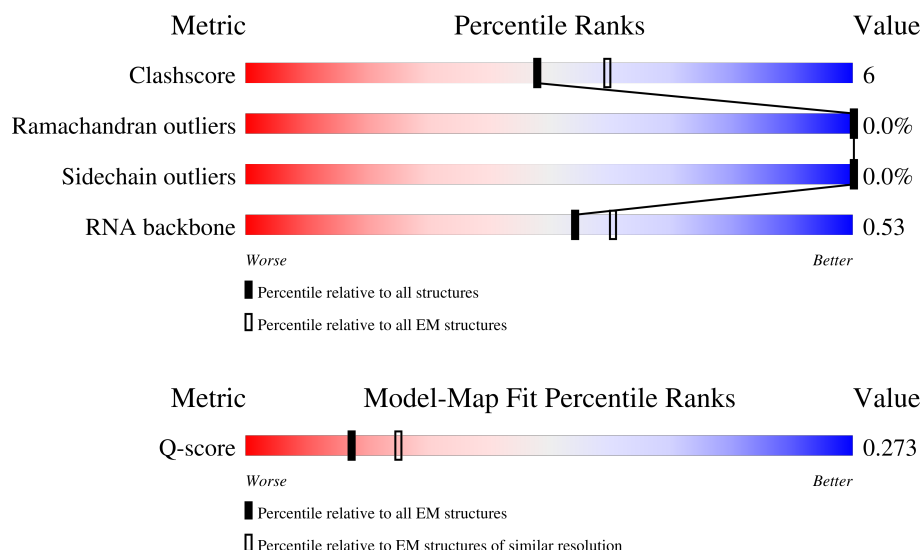 Metric Percentile Ranks Value
Clashscore 6
Ramachandran outliers 0.0%
Sidechain outliers 0.0%
RNA backbone 0.53
Worse Better
Percentile relative to all structures
Percentile relative to all EM structures
Metric Model-Map Fit Percentile Ranks Value
Q-score 0.273
Worse Better
Percentile relative to all EM structures
Percentile relative to EM structures of similar resolution